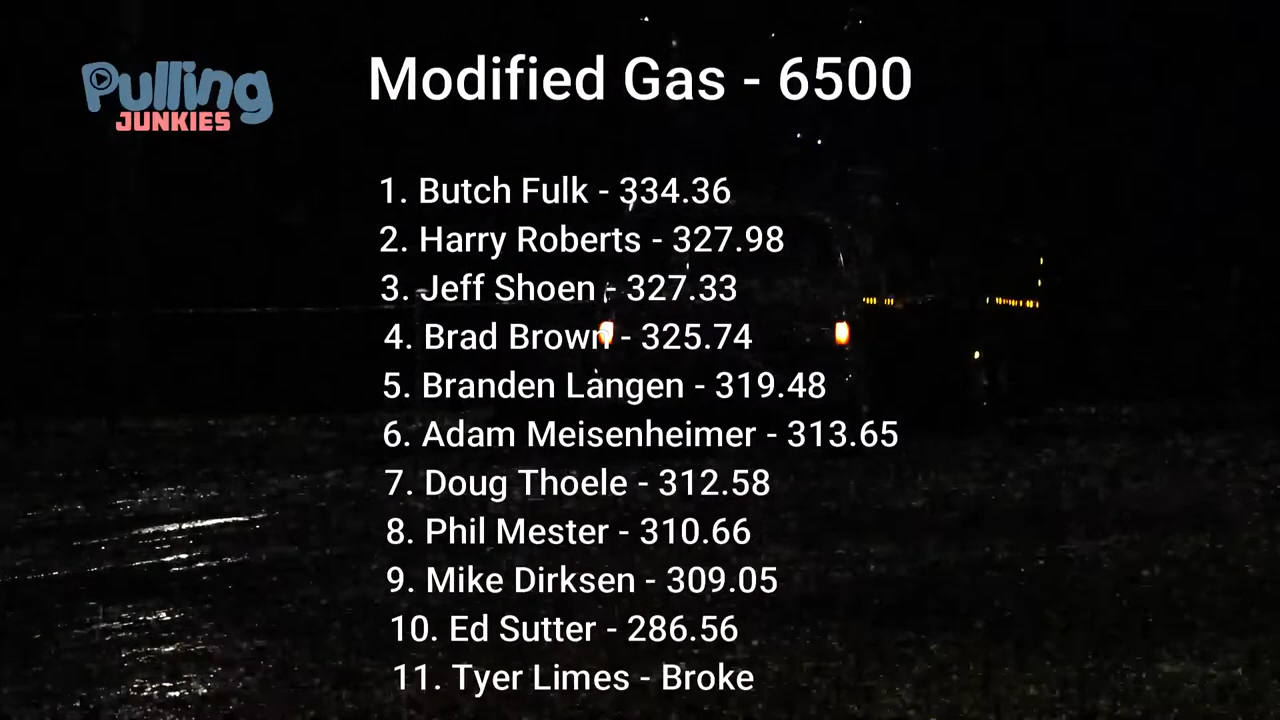 Pulling
JUNKIES
Modified Gas - 6500
1. Butch Fulk - 334.36
2. Harry Roberts - 327.98
3. Jeff Shoen - 327.33
4. Brad Brown - 325.74
5. Branden Langen - 319.48
6. Adam Meisenheimer - 313.65
7. Doug Thoele - 312.58
8. Phil Mester - 310.66
9. Mike Dirksen - 309.05
10. Ed Sutter - 286.56
11. Tyer Limes - Broke